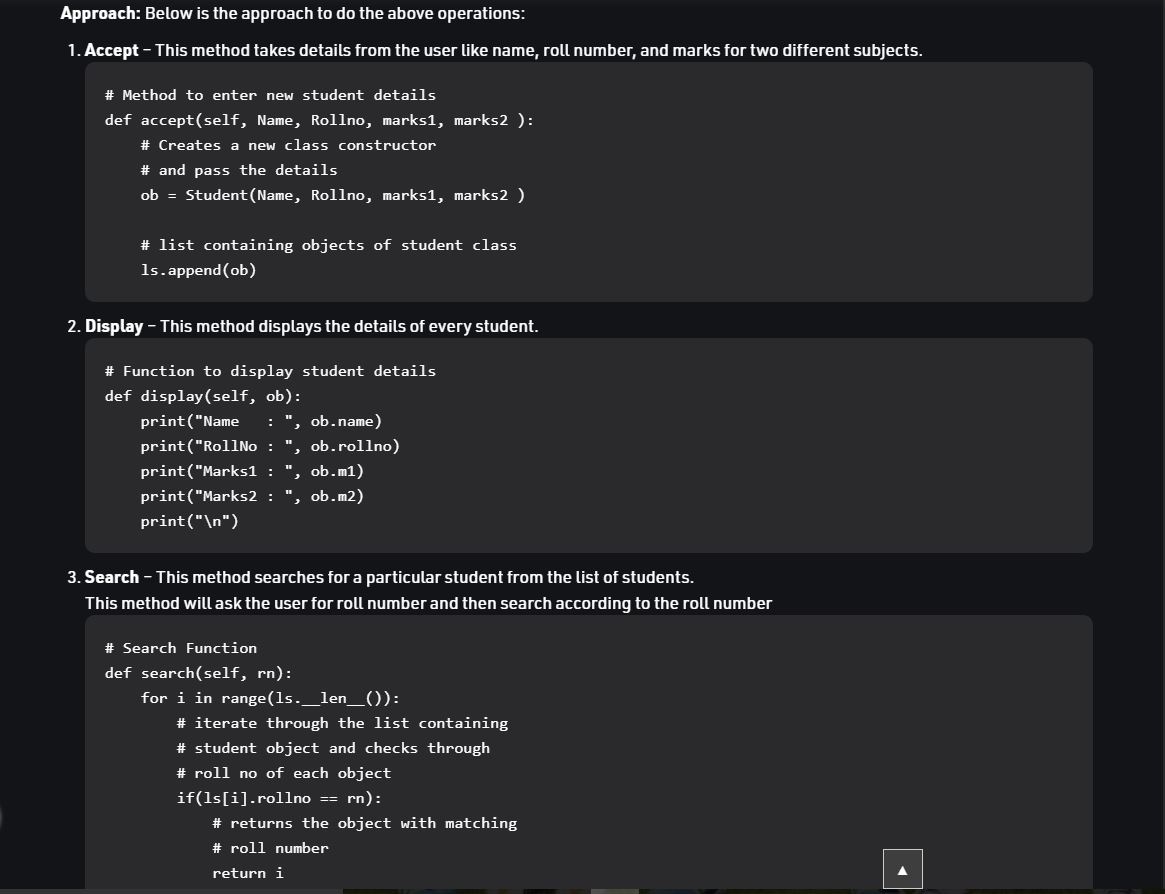 Approach: Below is the approach to do the above operations:
1. Accept – This method takes details from the user like name, roll number, and marks for two different subjects.
# Method to enter new student details
def accept(self, Name, Rollno, marks1, marks2 ):
    # Creates a new class constructor
    # and pass the details
    ob = Student(Name, Rollno, marks1, marks2 )

    # list containing objects of student class
    ls.append(ob)
2. Display – This method displays the details of every student.
# Function to display student details
def display(self, ob):
    print("Name   : ", ob.name)
    print("RollNo : ", ob.rollno)
    print("Marks1 : ", ob.m1)
    print("Marks2 : ", ob.m2)
    print("\n")
3. Search – This method searches for a particular student from the list of students.
This method will ask the user for roll number and then search according to the roll number
# Search Function
def search(self, rn):
    for i in range(ls.__len__()):
        # iterate through the list containing
        # student object and checks through
        # roll no of each object
        if(ls[i].rollno == rn):
            # returns the object with matching
            # roll number
            return i